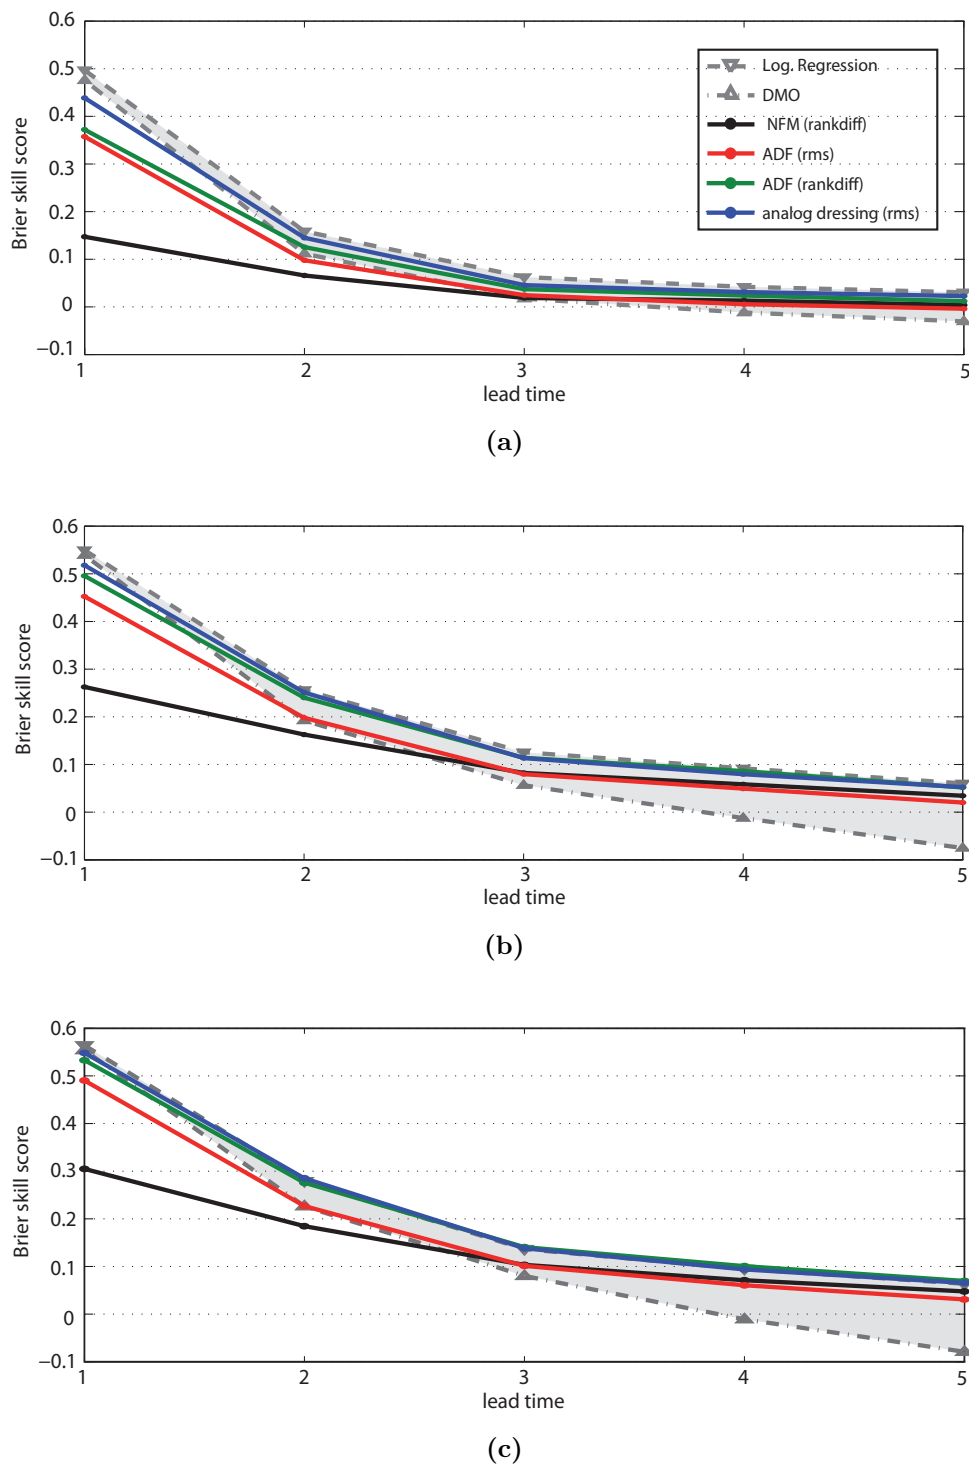 0.6
0.5
0.4
0.3
0.2
0.1
0
−0.1
Brier skill score
Log. Regression
DMO
NFM (rankdiff)
ADF (rms)
ADF (rankdiff)
analog dressing (rms)
1 2 3 4 5
lead time
(a)
0.6
0.5
0.4
0.3
0.2
0.1
0
−0.1
Brier skill score
1 2 3 4 5
lead time
(b)
0.6
0.5
0.4
0.3
0.2
0.1
0
−0.1
Brier skill score
1 2 3 4 5
lead time
(c)